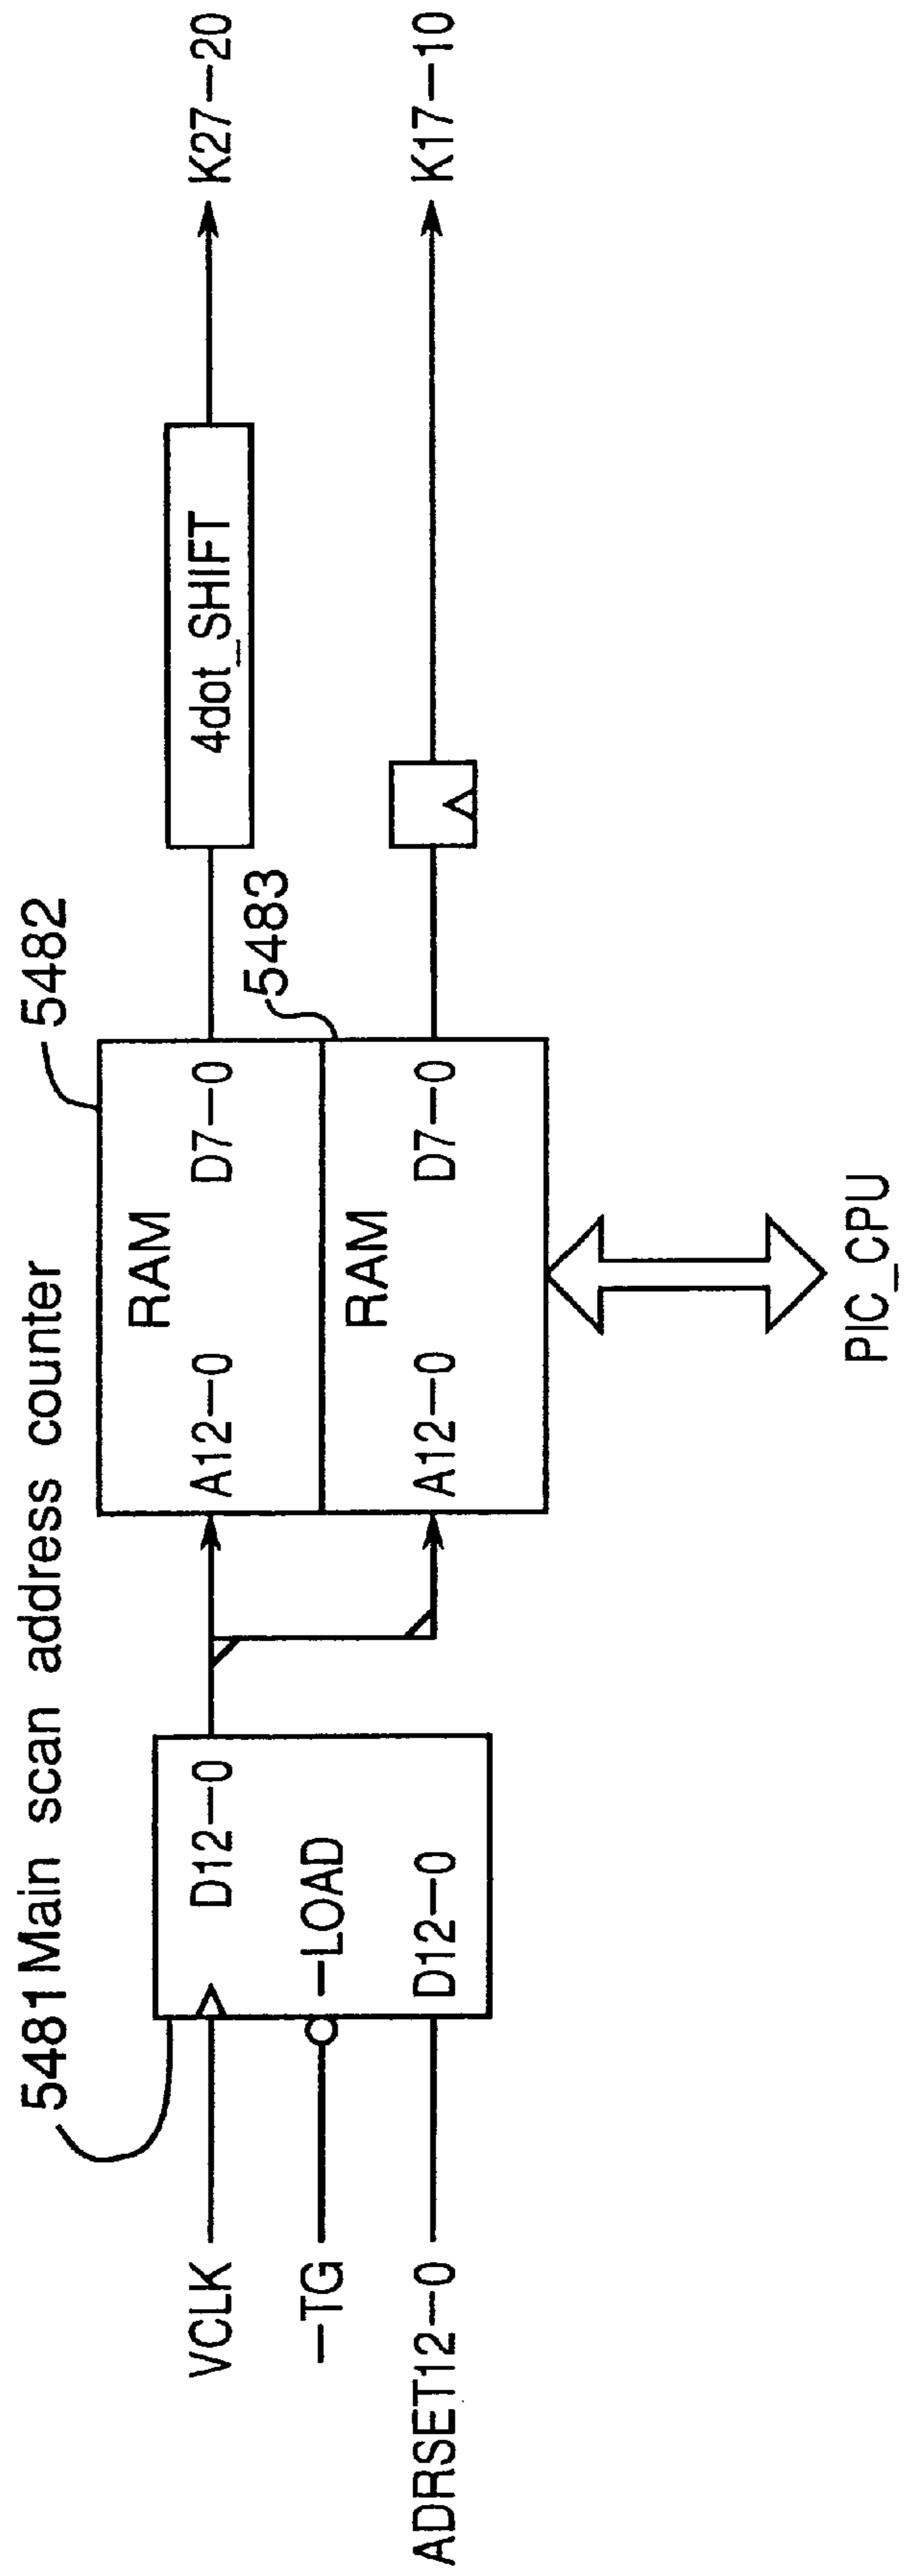 5481 Main scan address counter
5482
5483
VCLK
—TG
ADRSET12—0
D12—0
—LOAD
D12—0
RAM
A12—0
D7—0
RAM
A12—0
D7—0
4dot_SHIFT
K27—20
K17—10
PIC_CPU